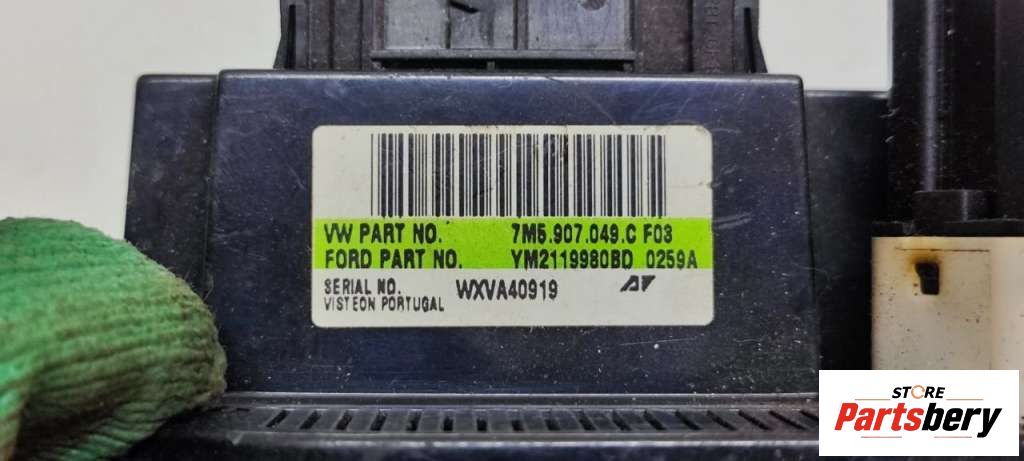 VW PART NO. 7M5.907.049.C F03
FORD PART NO. YM2119980BD 0259A
SERIAL NO. WXVA40919
VISTEON PORTUGAL
STORE
Partsbery